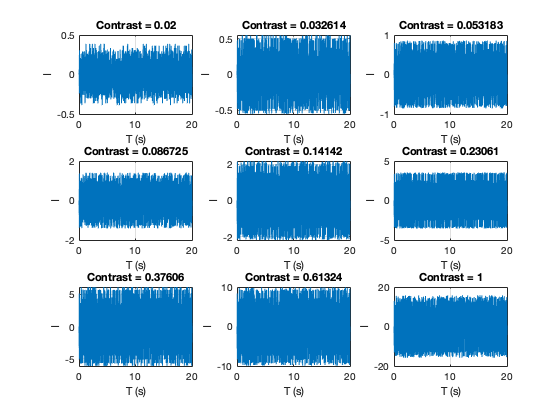 Contrast = 0.02
Contrast = 0.032614
Contrast = 0.053183
0.5
0
-0.5
I
0 10 20
T (s)
0.5
0
-0.5
I
0 10 20
T (s)
1
0
-1
I
0 10 20
T (s)
Contrast = 0.086725
Contrast = 0.14142
Contrast = 0.23061
2
0
-2
I
0 10 20
T (s)
2
0
-2
I
0 10 20
T (s)
5
0
-5
I
0 10 20
T (s)
Contrast = 0.37606
Contrast = 0.61324
Contrast = 1
5
0
-5
I
0 10 20
T (s)
10
0
-10
I
0 10 20
T (s)
20
0
-20
I
0 10 20
T (s)